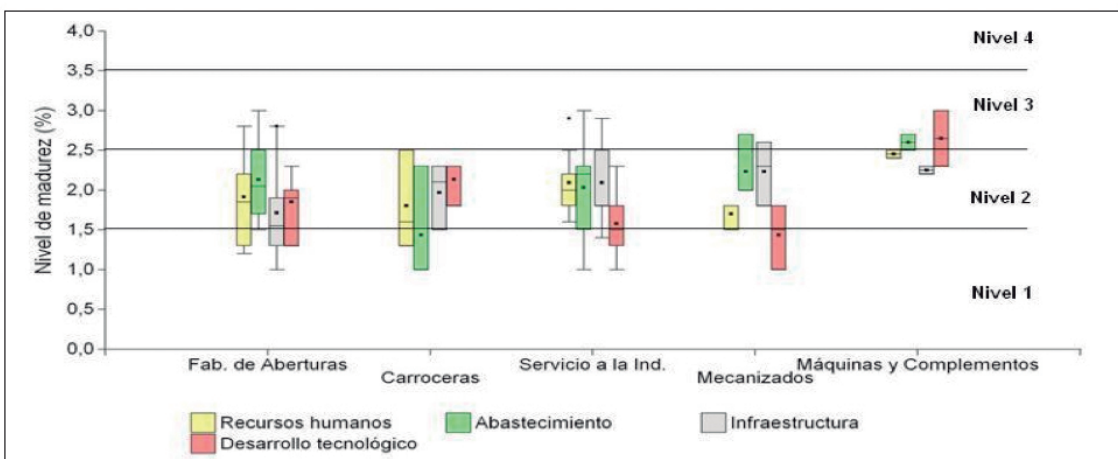 Nivel de madurez (%)
4,0
3,5
3,0
2,5
2,0
1,5
1,0
0,5
0,0
Nivel 4
Nivel 3
Nivel 2
Nivel 1
Fab. de Aberturas
Carroceras
Servicio a la Ind.
Mecanizados
Máquinas y Complementos
Recursos humanos
Abastecimiento
Infraestructura
Desarrollo tecnológico